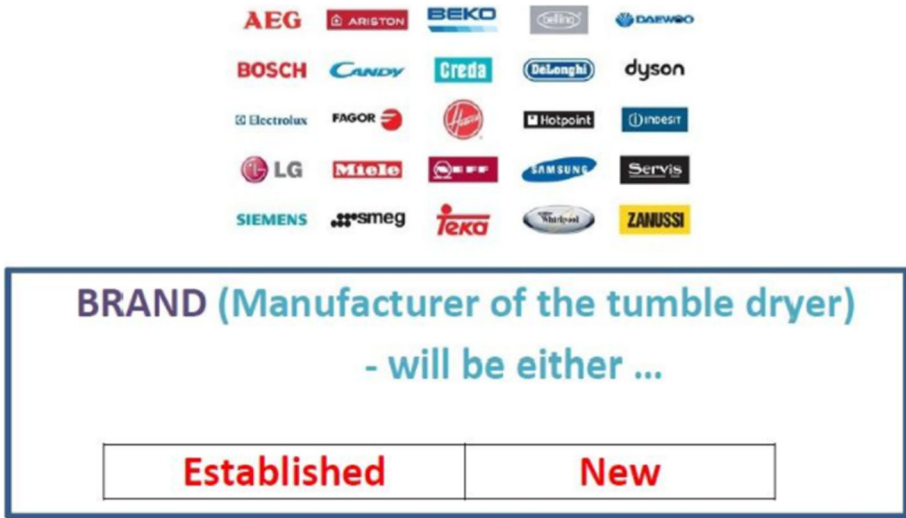 AEG ARISTON BEKO belling DAEWOO
BOSCH CANDY Creda DeLonghi dyson
Electrolux FAGOR Hoover Hotpoint INDESIT
LG Miele NEFF SAMSUNG Servis
SIEMENS smeg TEKA Whirlpool ZANUSSI
BRAND (Manufacturer of the tumble dryer)
- will be either ...
Established New